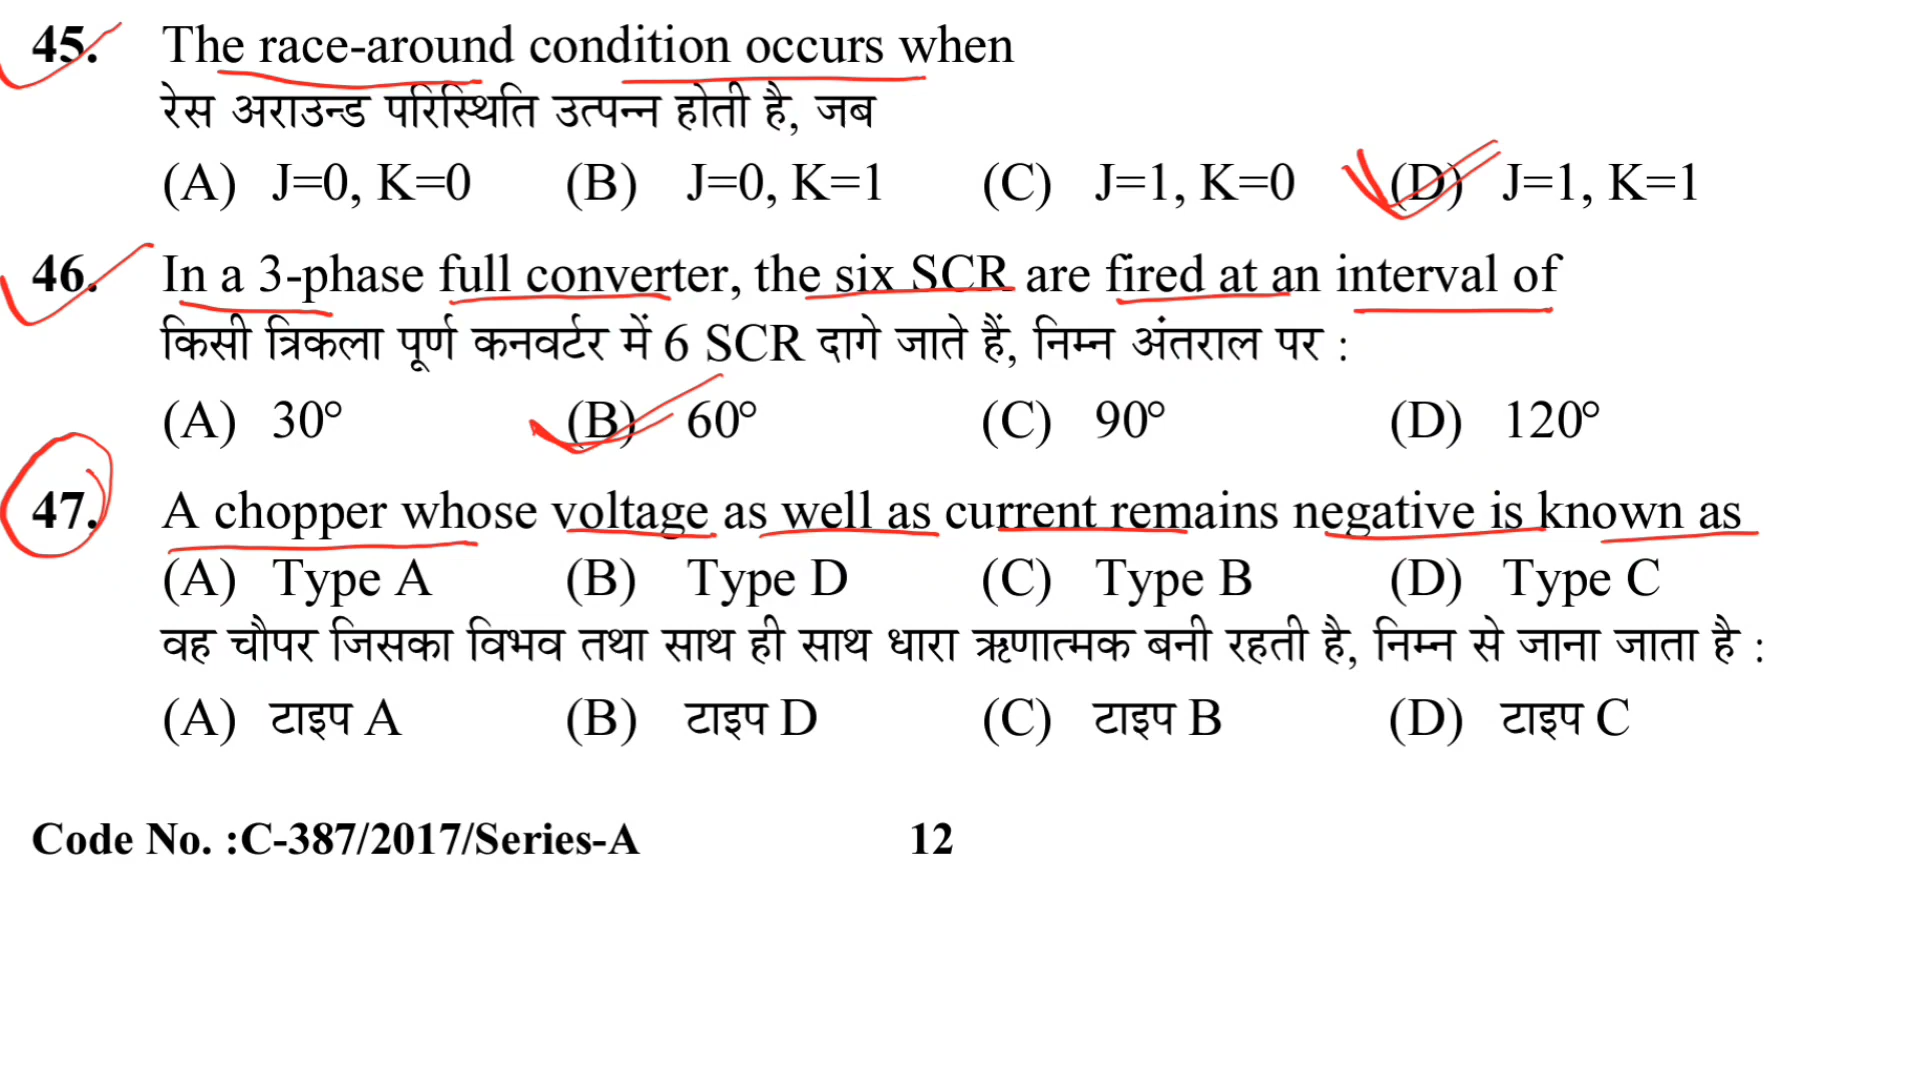 45. The race-around condition occurs when
रेस अराउन्ड परिस्थिति उत्पन्न होती है, जब
(A) J=0, K=0 (B) J=0, K=1 (C) J=1, K=0 (D) J=1, K=1
46. In a 3-phase full converter, the six SCR are fired at an interval of
किसी त्रिकला पूर्ण कनवर्टर में 6 SCR दागे जाते हैं, निम्न अंतराल पर :
(A) 30° (B) 60° (C) 90° (D) 120°
47. A chopper whose voltage as well as current remains negative is known as
(A) Type A (B) Type D (C) Type B (D) Type C
वह चौपर जिसका विभव तथा साथ ही साथ धारा ऋणात्मक बनी रहती है, निम्न से जाना जाता है :
(A) टाइप A (B) टाइप D (C) टाइप B (D) टाइप C
Code No. :C-387/2017/Series-A 12